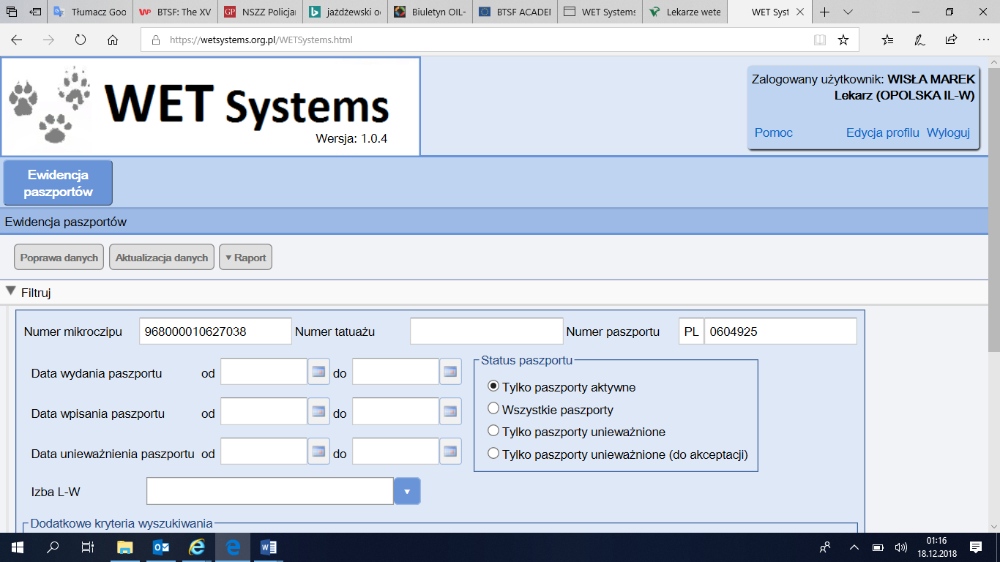 Tłumacz Goo
BTSF: The XV
NSZZ Policjan
jażdżewski od
Biuletyn OIL-
BTSF ACADEI
WET Systems
Lekarze wete
WET Syst
https://wetsystems.org.pl/WETSystems.html
WET Systems
Wersja: 1.0.4
Zalogowany użytkownik: WISŁA MAREK
Lekarz (OPOLSKA IL-W)
Pomoc
Edycja profilu
Wyloguj
Ewidencja
paszportów
Ewidencja paszportów
Poprawa danych
Aktualizacja danych
Raport
Filtruj
Numer mikroczipu 968000010627038 Numer tatuażu Numer paszportu PL 0604925
Data wydania paszportu od do
Status paszportu
Tylko paszporty aktywne
Data wpisania paszportu od do
Wszystkie paszporty
Tylko paszporty unieważnione
Data unieważnienia paszportu od do
Tylko paszporty unieważnione (do akceptacji)
Izba L-W
Dodatkowe kryteria wyszukiwania
01:16
18.12.2018